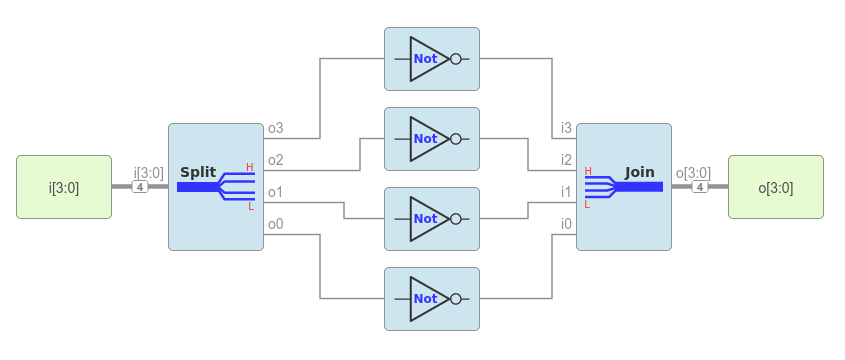 Not
o3
i3
Not
o2
i2
i[3:0]
i[3:0]
4
Split
H
L
H
L
Join
o[3:0]
4
o[3:0]
o1
i1
Not
o0
i0
Not